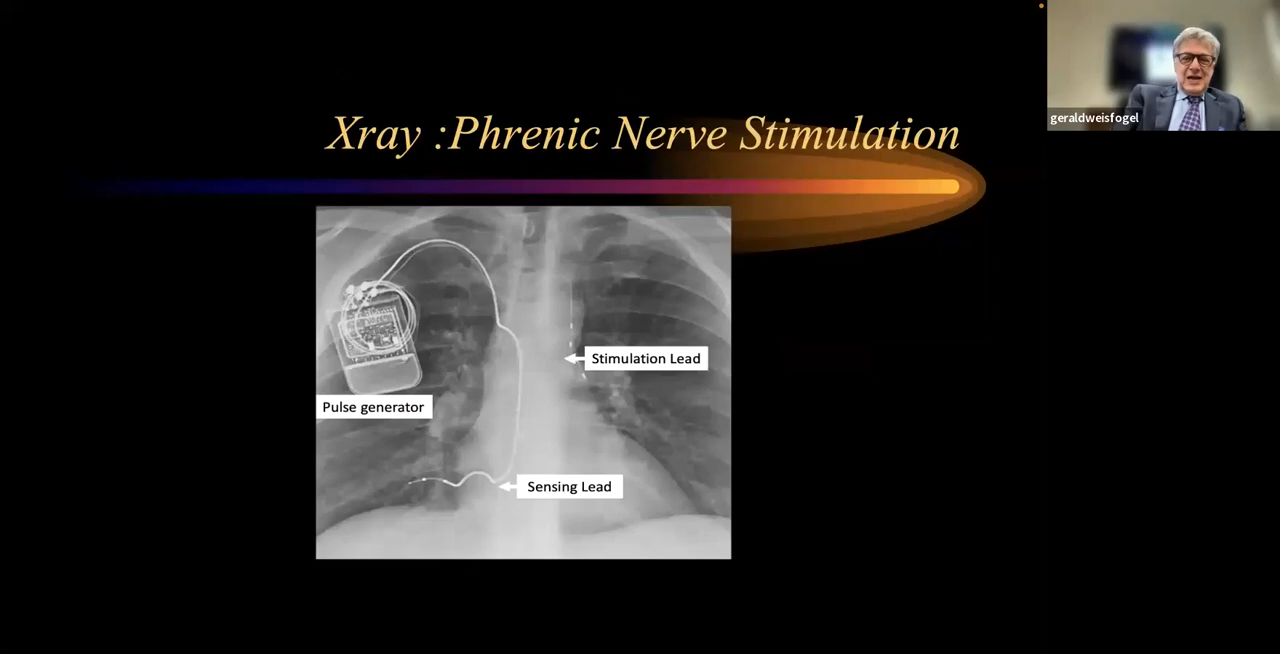 geraldweisfogel
Xray :Phrenic Nerve Stimulation
Stimulation Lead
Pulse generator
Sensing Lead